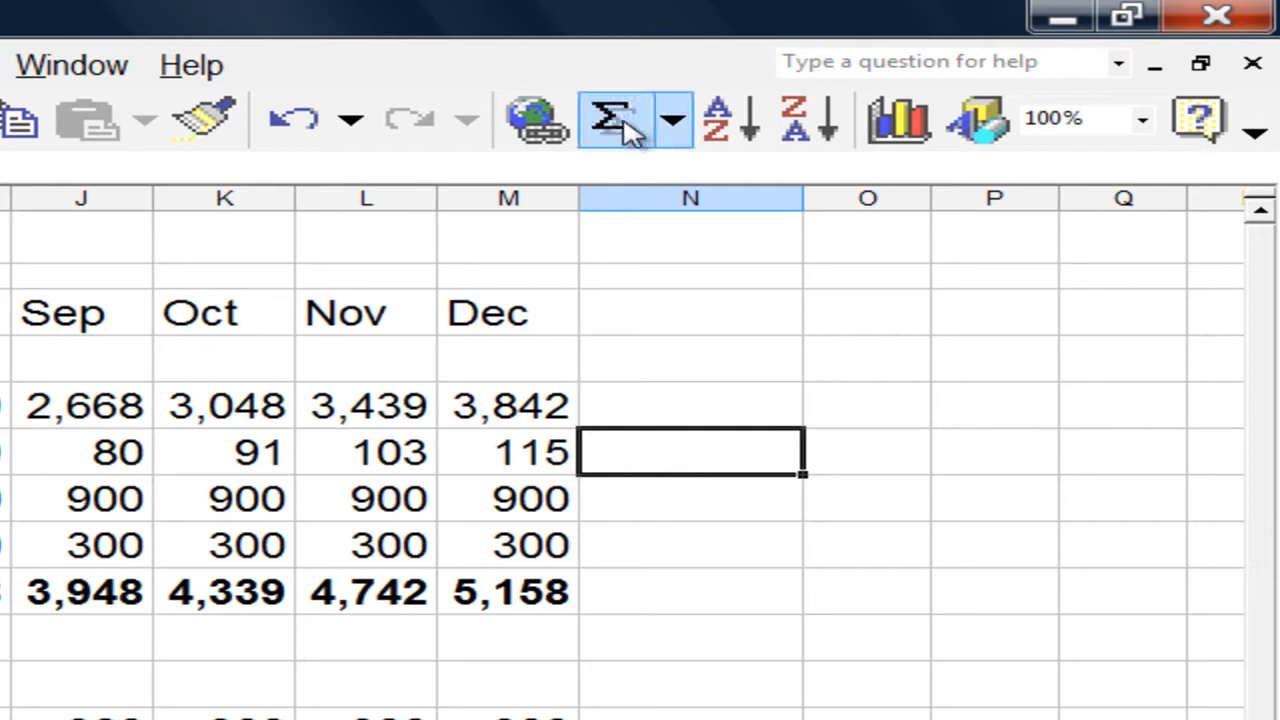 Window Help Type a question for help
Σ A Z Z A 100% ?
J K L M N O P Q
Sep Oct Nov Dec
2,668 3,048 3,439 3,842
80 91 103 115
900 900 900 900
300 300 300 300
3,948 4,339 4,742 5,158